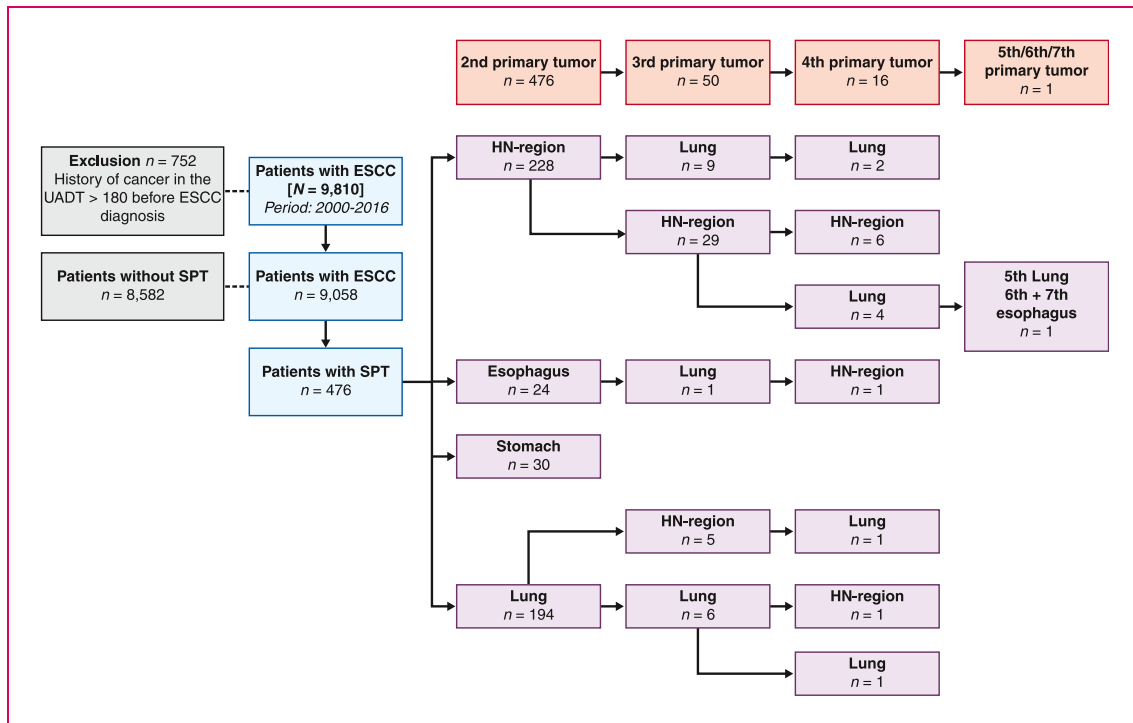 2nd primary tumor
n = 476
3rd primary tumor
n = 50
4th primary tumor
n = 16
5th/6th/7th
primary tumor
n = 1
Exclusion n = 752
History of cancer in the
UADT > 180 before ESCC
diagnosis
Patients with ESCC
[N = 9,810]
Period: 2000-2016
HN-region
n = 228
Lung
n = 9
Lung
n = 2
HN-region
n = 29
HN-region
n = 6
Patients without SPT
n = 8,582
Patients with ESCC
n = 9,058
Lung
n = 4
5th Lung
6th + 7th
esophagus
n = 1
Patients with SPT
n = 476
Esophagus
n = 24
Lung
n = 1
HN-region
n = 1
Stomach
n = 30
HN-region
n = 5
Lung
n = 1
Lung
n = 194
Lung
n = 6
HN-region
n = 1
Lung
n = 1